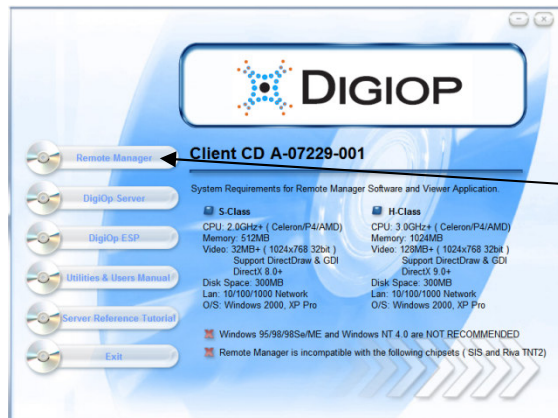 DIGIOP
Client CD A-07229-001
Remote Manager
DigiOp Server
DigiOp ESP
Utilities & Users Manual
Server Reference Tutorial
Exit
System Requirements for Remote Manager Software and Viewer Application.
S-Class
CPU: 2.0GHz+ ( Celeron/P4/AMD)
Memory: 512MB
Video: 32MB+ ( 1024x768 32bit )
Support DirectDraw & GDI
DirectX 8.0+
Disk Space: 300MB
Lan: 10/100/1000 Network
O/S: Windows 2000, XP Pro
H-Class
CPU: 3.0GHz+ ( Celeron/P4/AMD)
Memory: 1024MB
Video: 128MB+ ( 1024x768 32bit )
Support DirectDraw & GDI
DirectX 9.0+
Disk Space: 300MB
Lan: 10/100/1000 Network
O/S: Windows 2000, XP Pro
Windows 95/98/98Se/ME and Windows NT 4.0 are NOT RECOMMENDED
Remote Manager is incompatible with the following chipsets ( SIS and Riva TNT2)